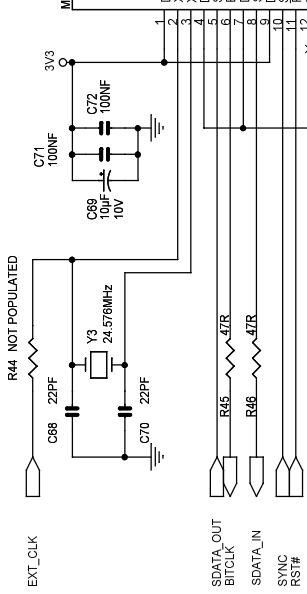 M
1
2
3
4
5
6
7
8
9
10
11
12
3V3
C72
100NF
C71
100NF
C69
10µF
10V
R44 NOT POPULATED
Y3
24.576MHz
22PF
C68
22PF
C70
47R
R45
47R
R46
EXT_CLK
SDATA_OUT
BITCLK
SDATA_IN
SYNC
RST#